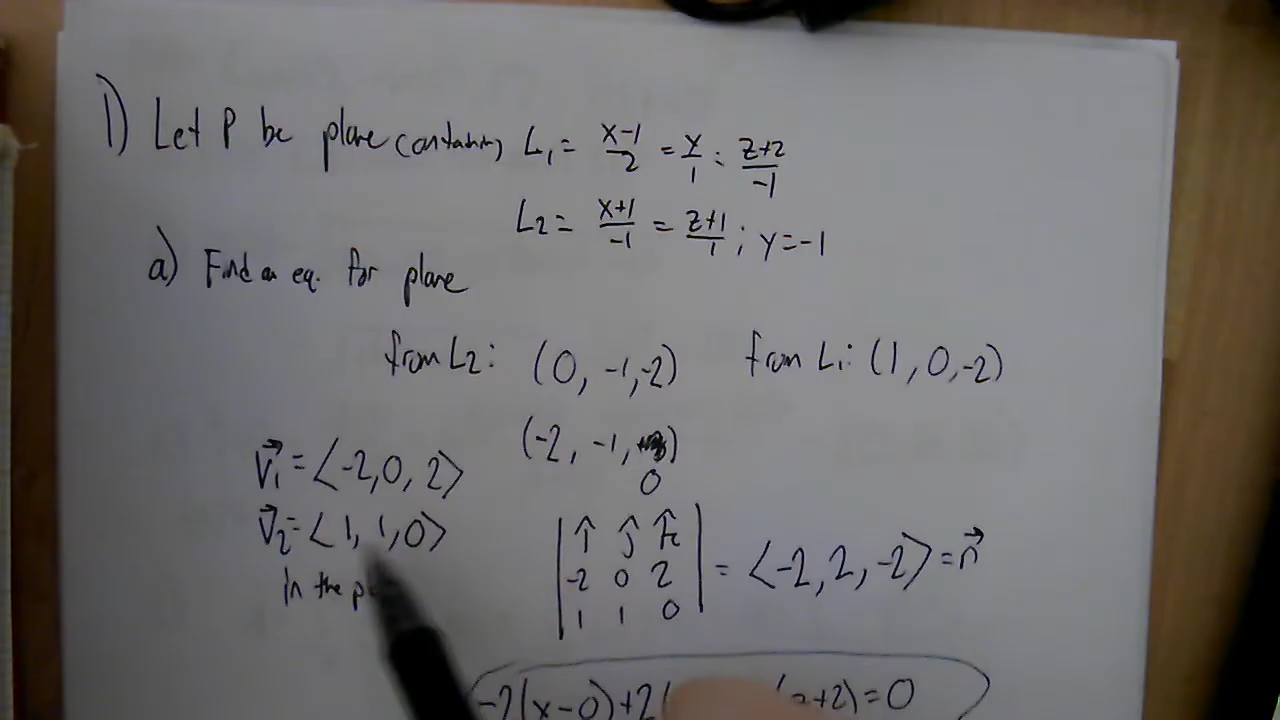 1) Let P be plane containing L₁ = (x-1)/2 = y/1 = (z+2)/-1
L₂ = (x+1)/-1 = (z+1)/1 ; y=-1
a) Find an eq. for plane
from L₂: (0, -1, -2) from L₁: (1, 0, -2)
(-2, -1, 0)
v⃗₁ = <-2, 0, 2>
v⃗₂ = <1, 1, 0>
in the
| î ĵ k̂ |
| -2 0 2 | = <-2, 2, -2> = n⃗
| 1 1 0 |
-2(x-0)+2( (z+2)=0